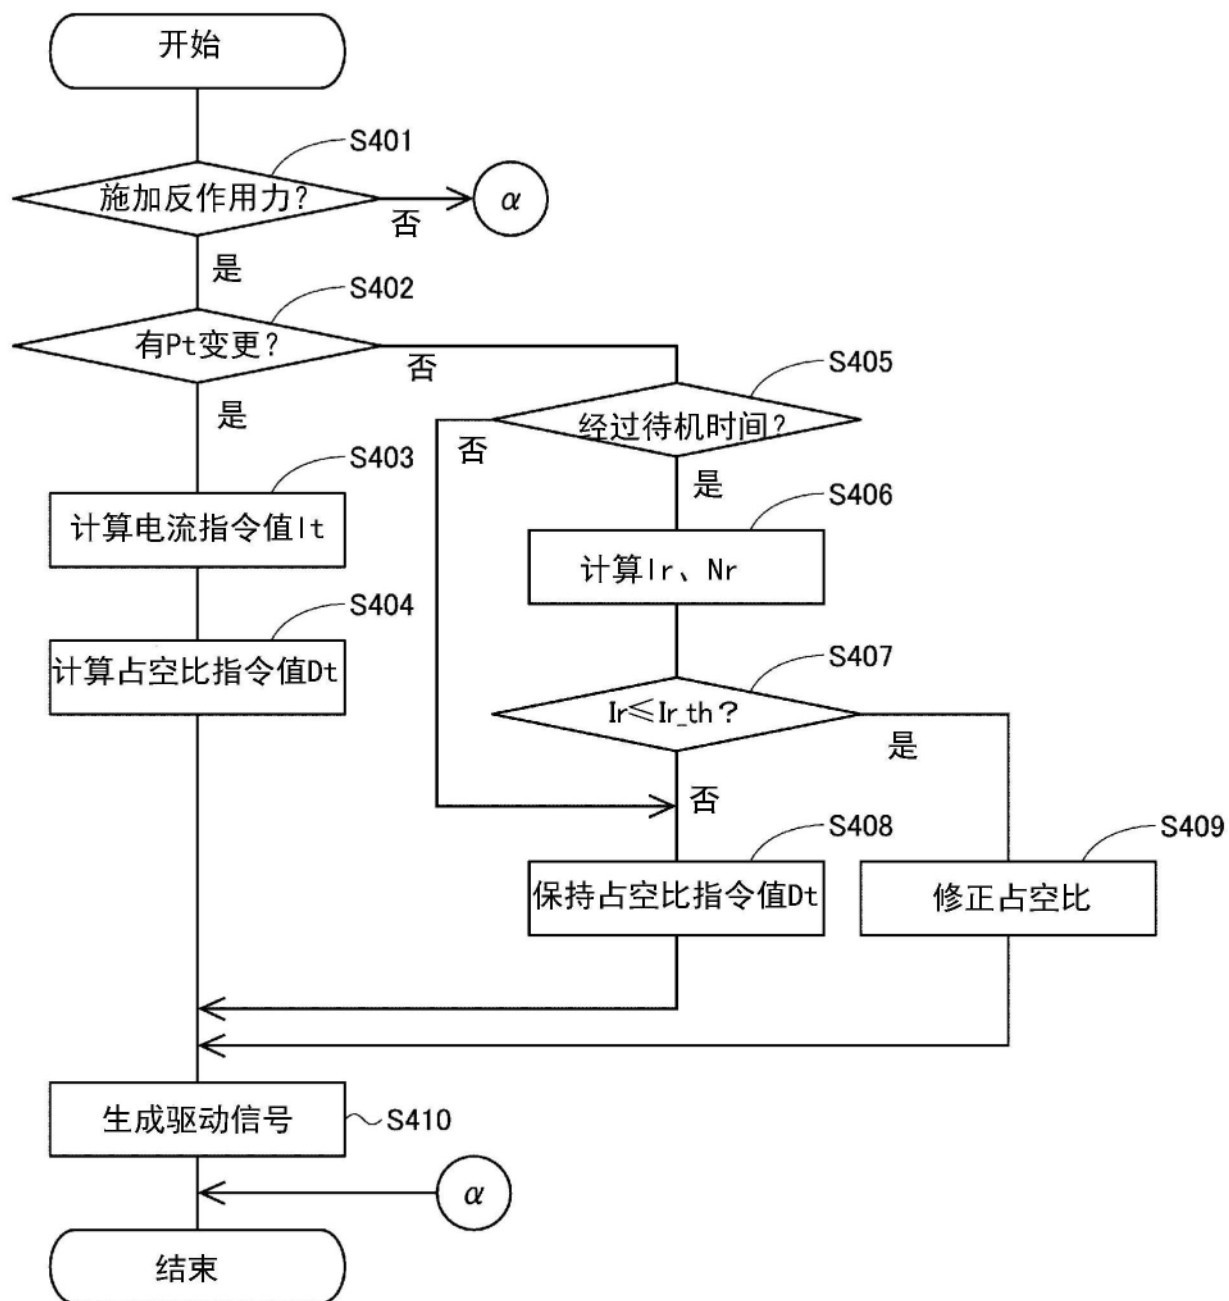 开始
S401
施加反作用力?
α
否
是
S402
有Pt变更?
否
是
S405
经过待机时间?
否
是
S403
计算电流指令值It
S406
计算Ir、Nr
S404
计算占空比指令值Dt
S407
Ir≤Ir_th?
是
否
S408
保持占空比指令值Dt
S409
修正占空比
生成驱动信号
S410
α
结束